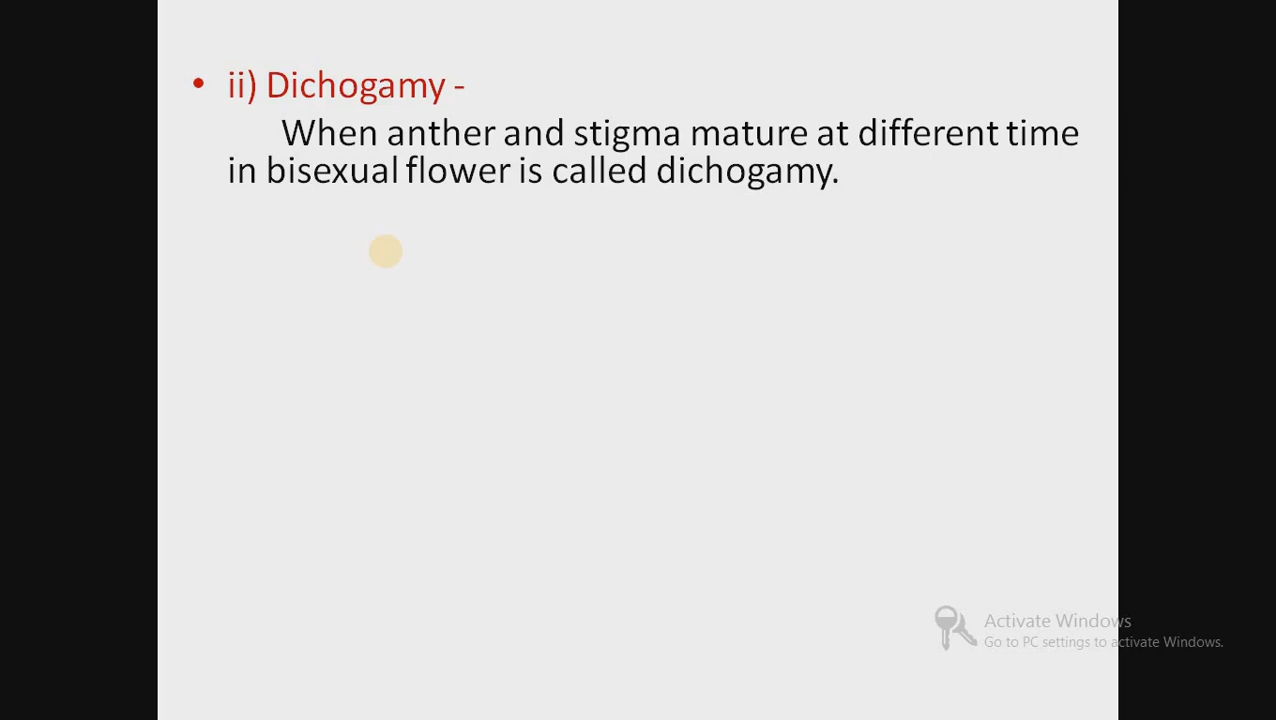 • ii) Dichogamy -
When anther and stigma mature at different time
in bisexual flower is called dichogamy.
Activate Windows
Go to PC settings to activate Windows.